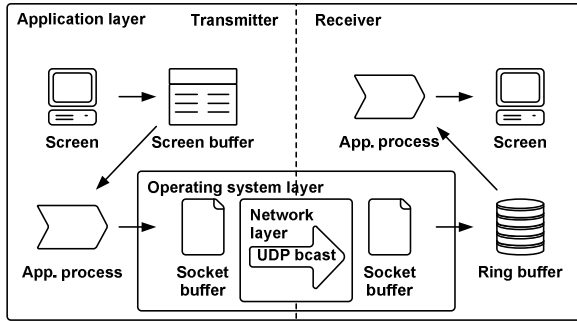 Application layer
Transmitter
Receiver
Screen
Screen buffer
App. process
Screen
Operating system layer
App. process
Socket
buffer
Network
layer
UDP bcast
Socket
buffer
Ring buffer